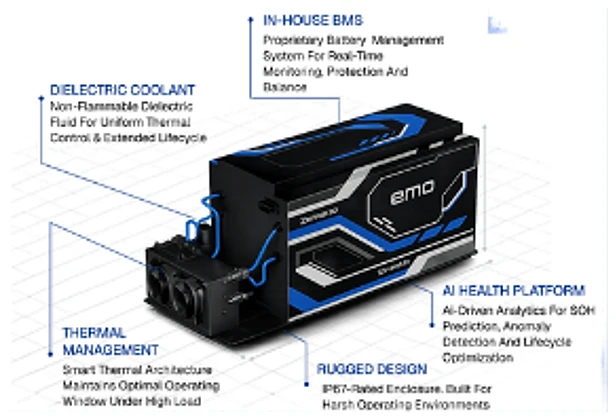 IN-HOUSE BMS
Proprietary Battery Management
System For Real-Time
Monitoring, Protection And
Balance
DIELECTRIC COOLANT
Non-Flammable Dielectric
Fluid For Uniform Thermal
Control & Extended Lifecycle
emo
AI HEALTH PLATFORM
AI-Driven Analytics For SOH
Prediction, Anomaly
Detection And Lifecycle
Optimization
THERMAL
MANAGEMENT
Smart Thermal Architecture
Maintains Optimal Operating
Window Under High Load
RUGGED DESIGN
IP67-Rated Enclosure. Built For
Harsh Operating Environments